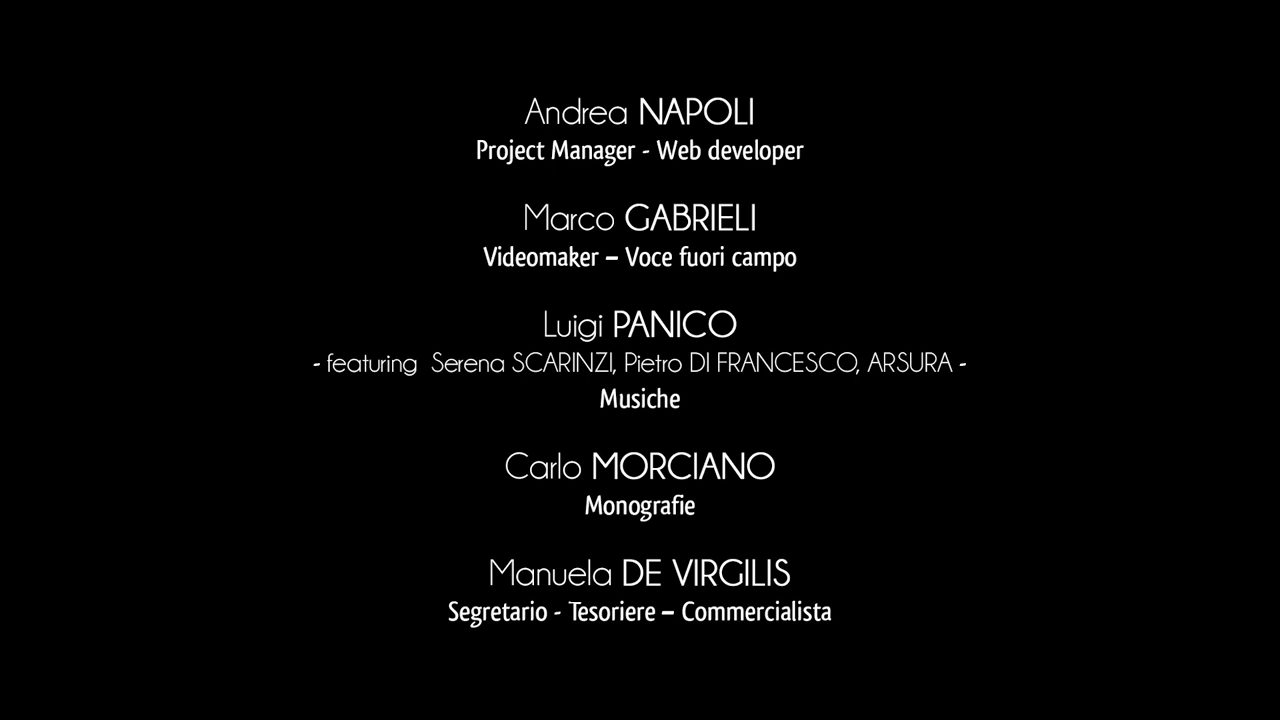 Andrea NAPOLI
Project Manager - Web developer
Marco GABRIELI
Videomaker – Voce fuori campo
Luigi PANICO
- featuring  Serena SCARINZI, Pietro DI FRANCESCO, ARSURA -
Musiche
Carlo MORCIANO
Monografie
Manuela DE VIRGILIS
Segretario - Tesoriere – Commercialista